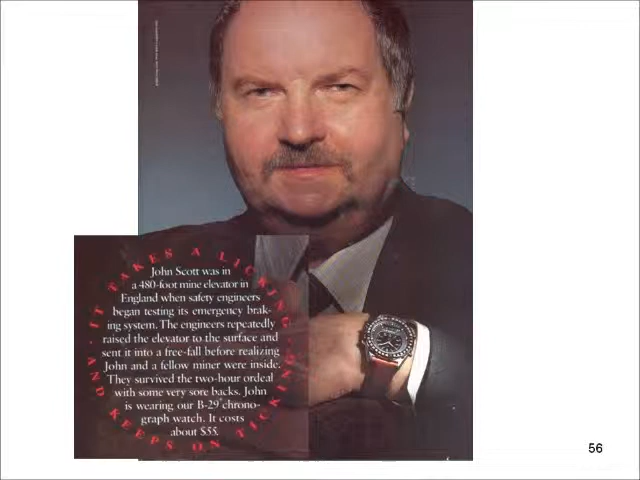 IT TAKES A LICKING
AND KEEPS ON TICKING.
John Scott was in
a 480-foot mine elevator in
England when safety engineers
began testing its emergency brak-
ing system. The engineers repeatedly
raised the elevator to the surface and
sent it into a free-fall before realizing
John and a fellow miner were inside.
They survived the two-hour ordeal
with some very sore backs. John
is wearing our B-29 chrono-
graph watch. It costs
about $55.
56